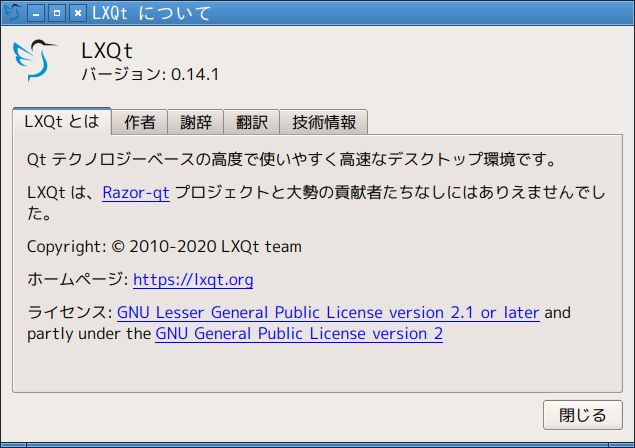 LXQt について
LXQt
バージョン: 0.14.1
LXQt とは
作者
謝辞
翻訳
技術情報
Qt テクノロジーベースの高度で使いやすく高速なデスクトップ環境です。
LXQt は、Razor-qt プロジェクトと大勢の貢献者たちなしにはありえませんでし
た。
Copyright: © 2010-2020 LXQt team
ホームページ: https://lxqt.org
ライセンス: GNU Lesser General Public License version 2.1 or later and
partly under the GNU General Public License version 2
閉じる